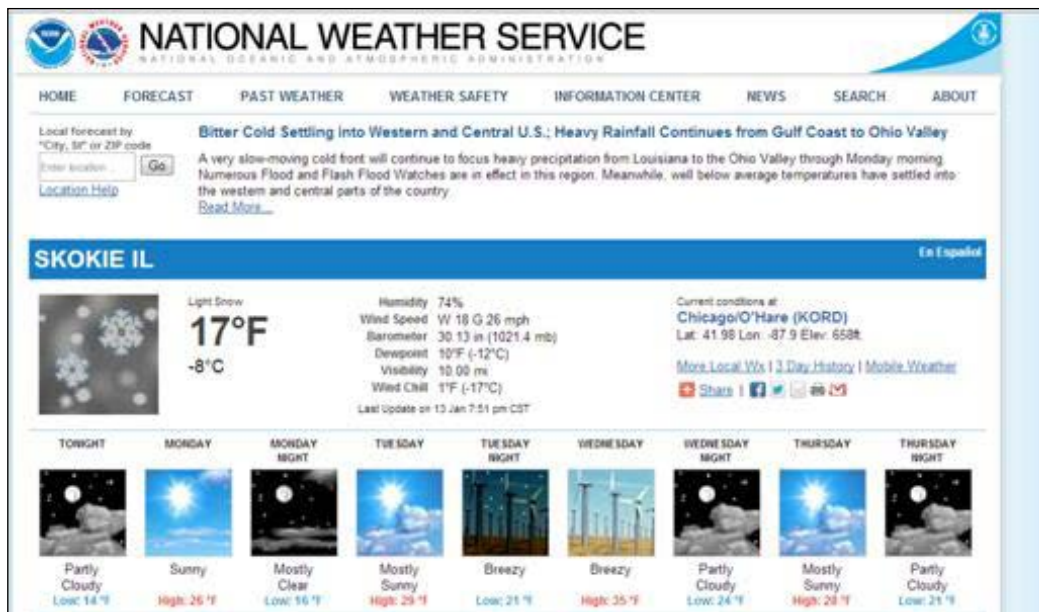 NATIONAL WEATHER SERVICE
NATIONAL OCEANIC AND ATMOSPHERIC ADMINISTRATION
HOME FORECAST PAST WEATHER WEATHER SAFETY INFORMATION CENTER NEWS SEARCH ABOUT
Local forecast by
"City, St" or ZIP code
Enter location ...
Go
Location Help
Bitter Cold Settling into Western and Central U.S.; Heavy Rainfall Continues from Gulf Coast to Ohio Valley
A very slow-moving cold front will continue to focus heavy precipitation from Louisiana to the Ohio Valley through Monday morning.
Numerous Flood and Flash Flood Watches are in effect in this region. Meanwhile, well below average temperatures have settled into
the western and central parts of the country.
Read More...
SKOKIE IL
En Español
Light Snow
17°F
-8°C
Humidity 74%
Wind Speed W 18 G 26 mph
Barometer 30.13 in (1021.4 mb)
Dewpoint 10°F (-12°C)
Visibility 10.00 mi
Wind Chill 1°F (-17°C)
Last Update on 13 Jan 7:51 pm CST
Current conditions at
Chicago/O'Hare (KORD)
Lat: 41.98 Lon: -87.9 Elev: 658ft.
More Local Wx | 3 Day History | Mobile Weather
Share |
TONIGHT MONDAY MONDAY NIGHT TUESDAY TUESDAY NIGHT WEDNESDAY WEDNESDAY NIGHT THURSDAY THURSDAY NIGHT
Partly Cloudy Sunny Mostly Clear Mostly Sunny Breezy Breezy Partly Cloudy Mostly Sunny Partly Cloudy
Low: 14 °F High: 26 °F Low: 16 °F High: 29 °F Low: 21 °F High: 35 °F Low: 24 °F High: 28 °F Low: 21 °F